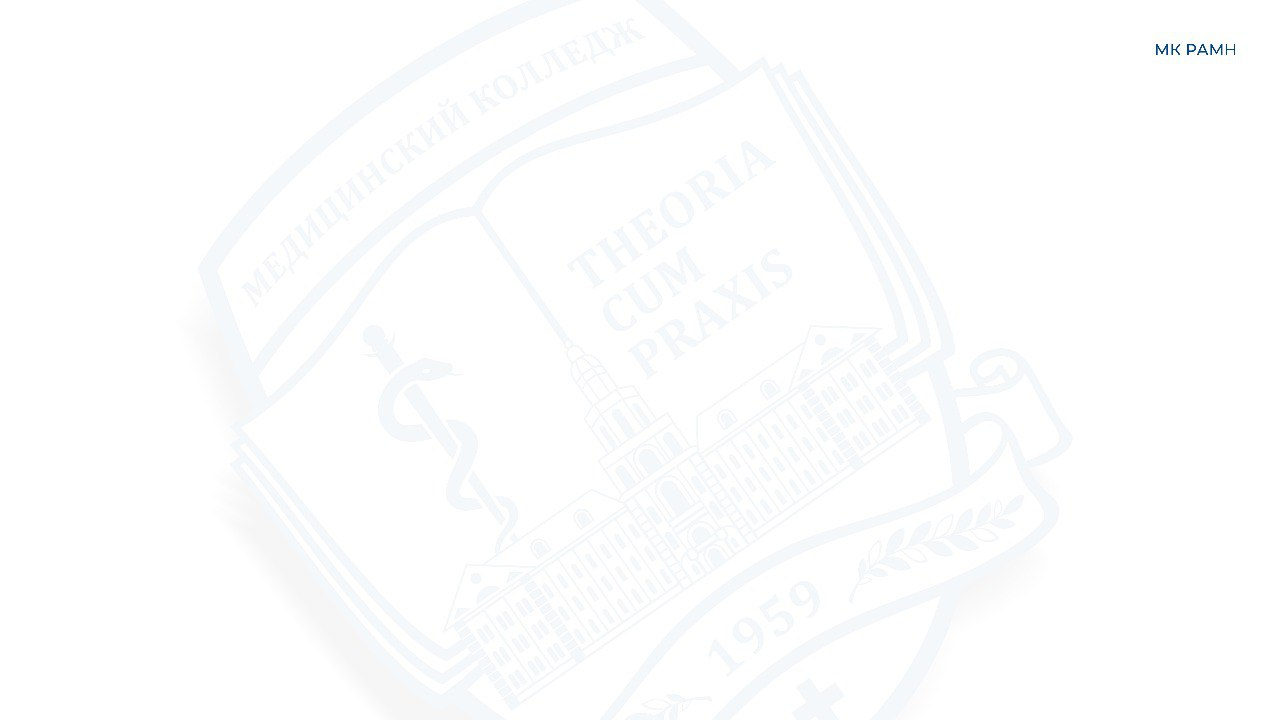 МК РАМН
МЕДИЦИНСКИЙ КОЛЛЕДЖ
THEORIA
CUM
PRAXIS
1959